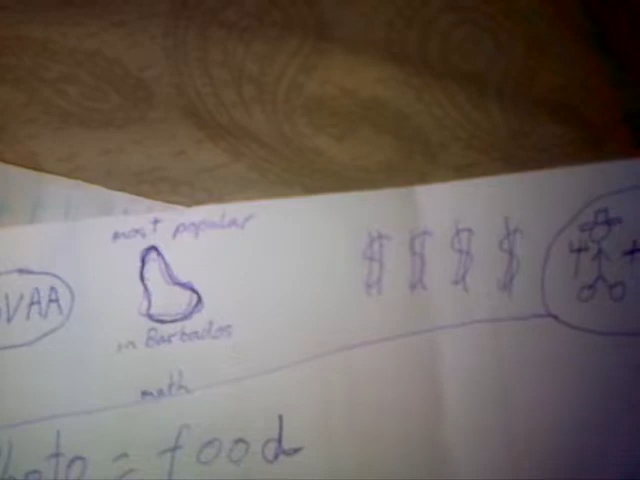 most popular
VAA
$ $ $ $
in Barbados
math
= food